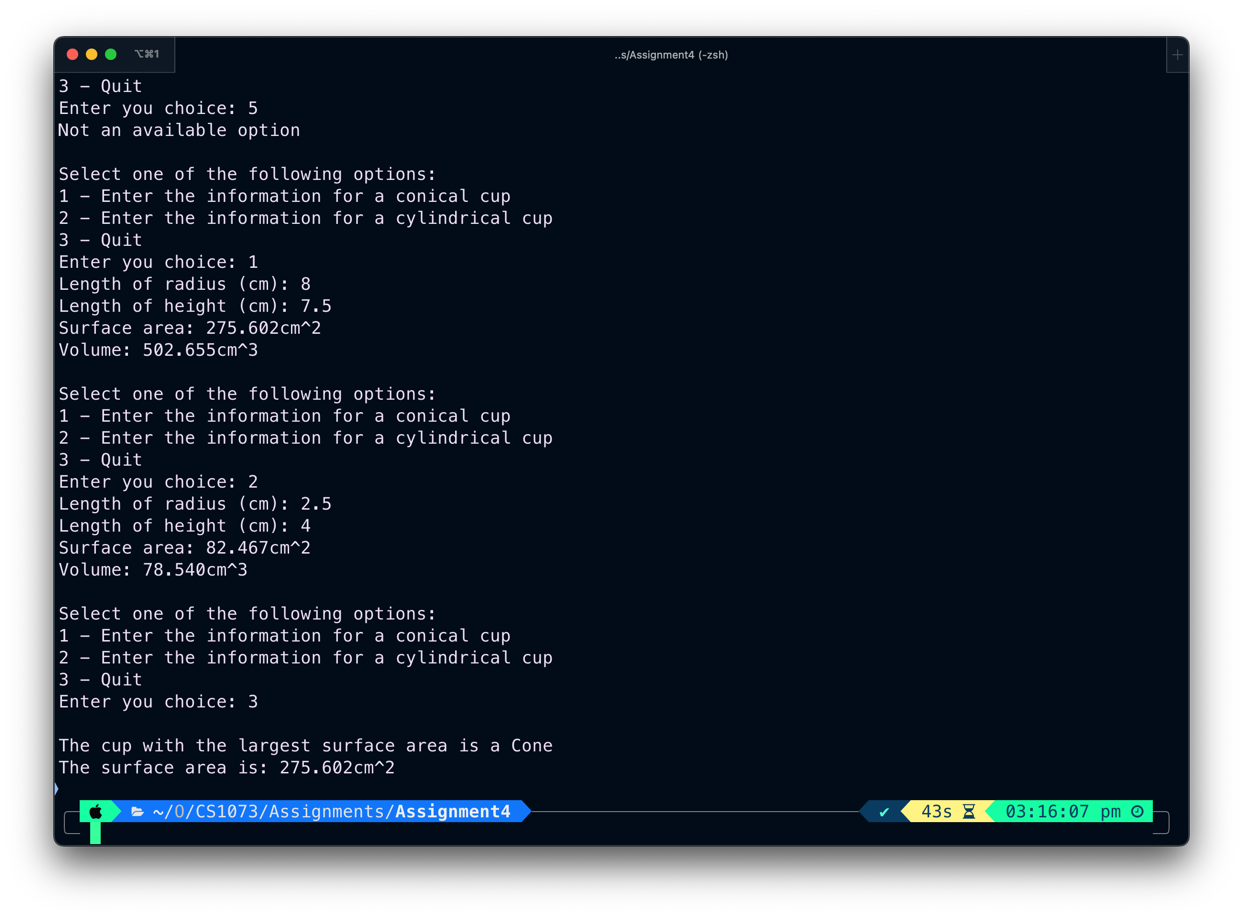 ⌥⌘1
..s/Assignment4 (-zsh)
3 – Quit
Enter you choice: 5
Not an available option
Select one of the following options:
1 – Enter the information for a conical cup
2 – Enter the information for a cylindrical cup
3 – Quit
Enter you choice: 1
Length of radius (cm): 8
Length of height (cm): 7.5
Surface area: 275.602cm^2
Volume: 502.655cm^3
Select one of the following options:
1 – Enter the information for a conical cup
2 – Enter the information for a cylindrical cup
3 – Quit
Enter you choice: 2
Length of radius (cm): 2.5
Length of height (cm): 4
Surface area: 82.467cm^2
Volume: 78.540cm^3
Select one of the following options:
1 – Enter the information for a conical cup
2 – Enter the information for a cylindrical cup
3 – Quit
Enter you choice: 3
The cup with the largest surface area is a Cone
The surface area is: 275.602cm^2
~/O/CS1073/Assignments/Assignment4 ✔ 43s 03:16:07 pm